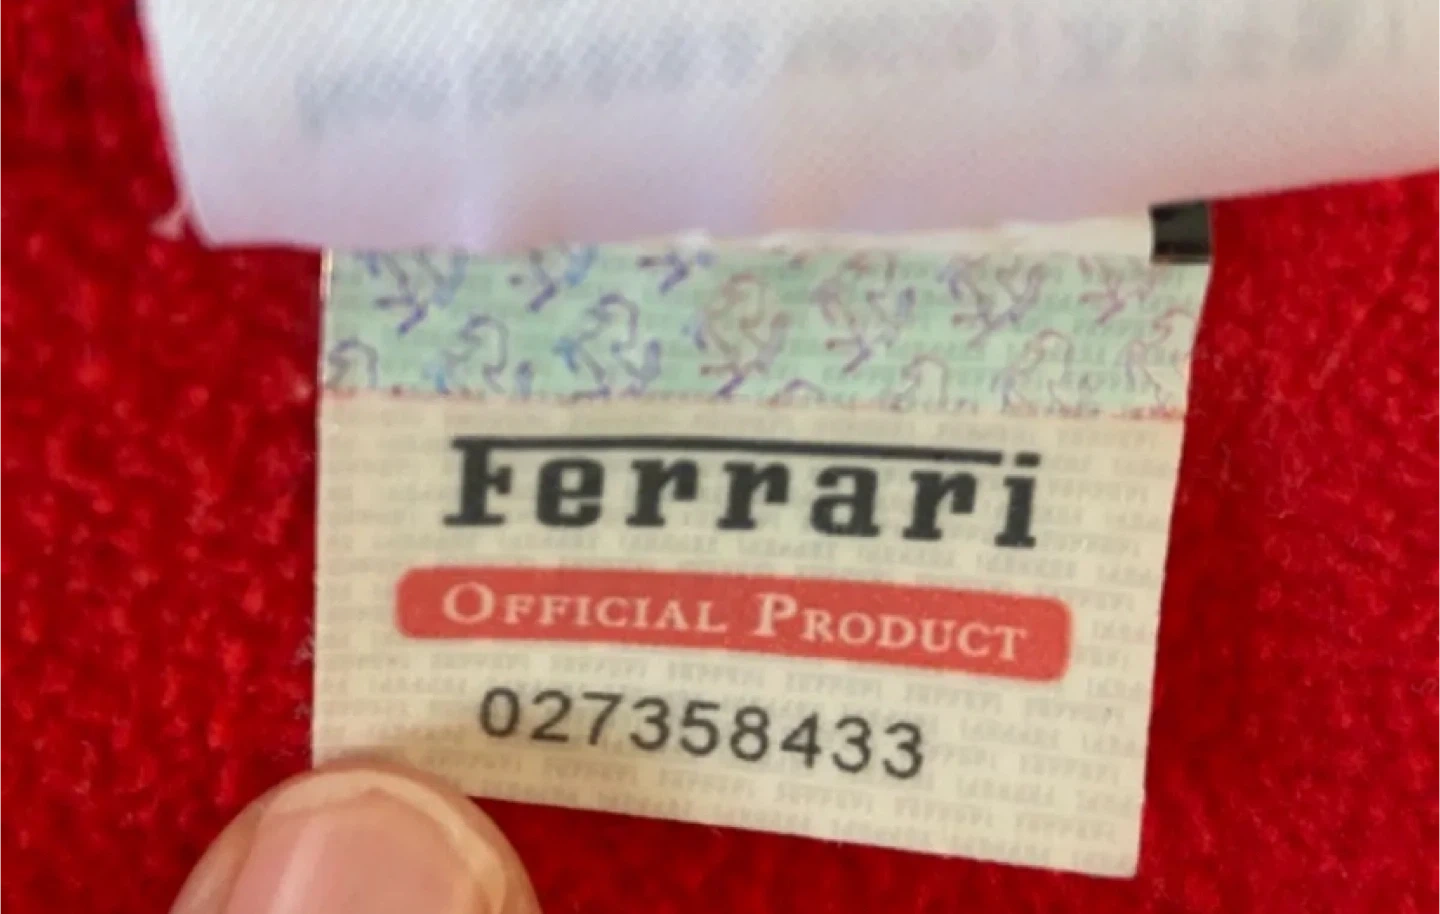 Ferrari
OFFICIAL PRODUCT
027358433